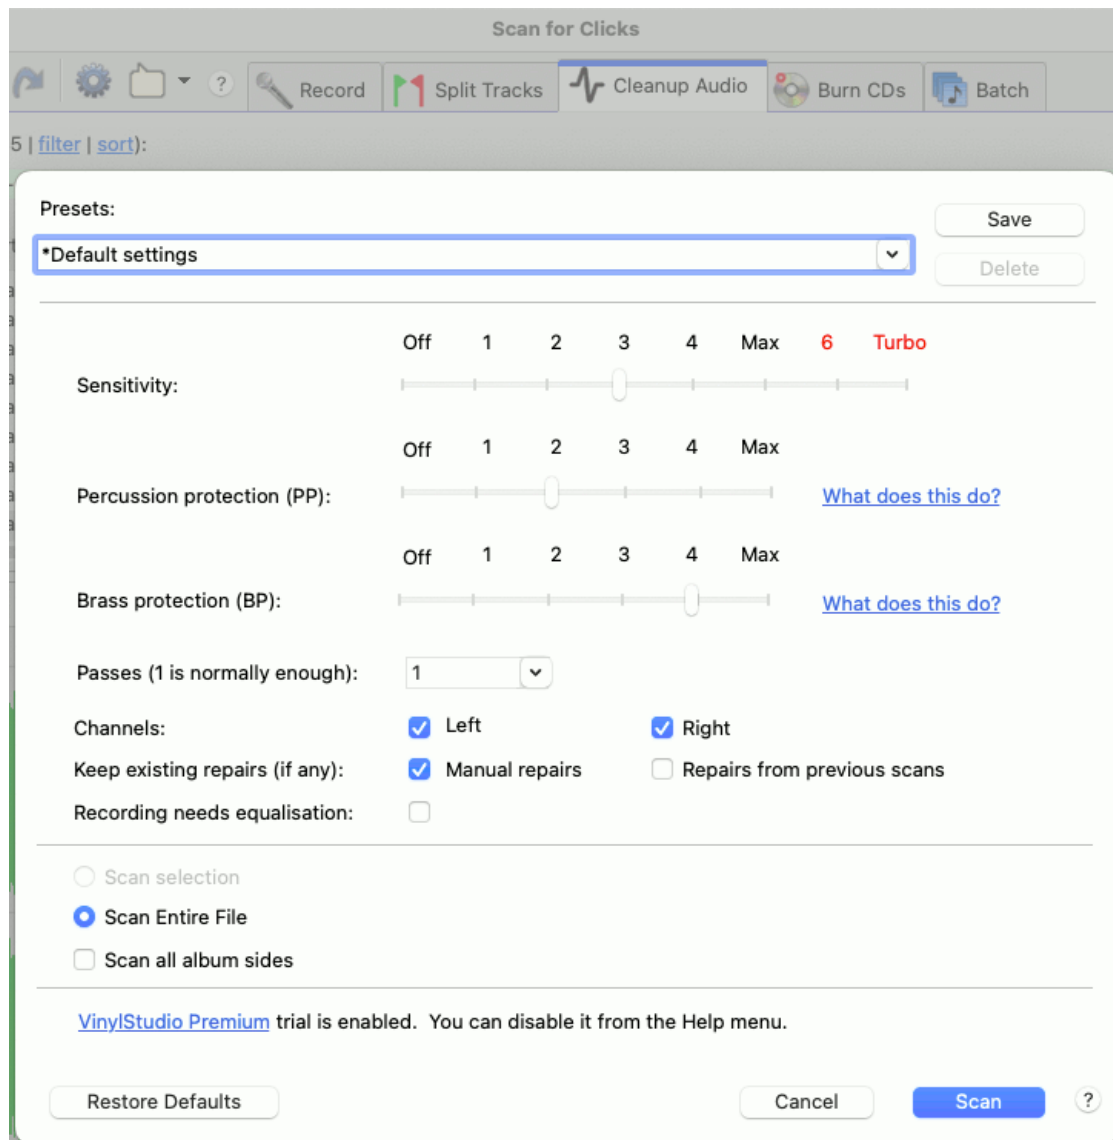 Scan for Clicks
? Record Split Tracks Cleanup Audio Burn CDs Batch
5 | filter | sort):
Presets:
Save
*Default settings
Delete
Off 1 2 3 4 Max 6 Turbo
Sensitivity:
Off 1 2 3 4 Max
Percussion protection (PP): What does this do?
Off 1 2 3 4 Max
Brass protection (BP): What does this do?
Passes (1 is normally enough): 1
Channels: Left Right
Keep existing repairs (if any): Manual repairs Repairs from previous scans
Recording needs equalisation:
Scan selection
Scan Entire File
Scan all album sides
VinylStudio Premium trial is enabled. You can disable it from the Help menu.
Restore Defaults Cancel Scan ?